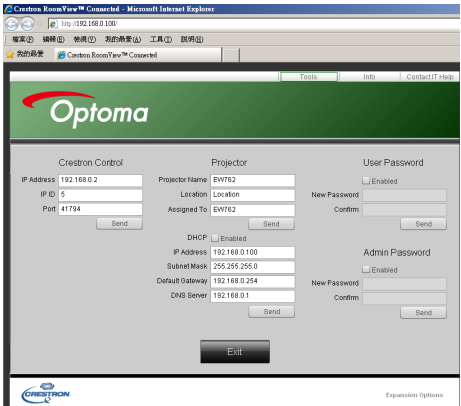 Crestron RoomView™ Connected - Microsoft Internet Explorer
http://192.168.0.100/
檔案(F) 編輯(E) 檢視(V) 我的最愛(A) 工具(T) 說明(H)
我的最愛 Crestron RoomView™ Connected
Tools Info Contact IT Help
Optoma
Crestron Control
IP Address 192.168.0.2
IP ID 5
Port 41794
Send
Projector
Projector Name EW762
Location Location
Assigned To EW762
Send
DHCP Enabled
IP Address 192.168.0.100
Subnet Mask 255.255.255.0
Default Gateway 192.168.0.254
DNS Server 192.168.0.1
Send
User Password
Enabled
New Password
Confirm
Send
Admin Password
Enabled
New Password
Confirm
Send
Exit
CRESTRON
Expansion Options